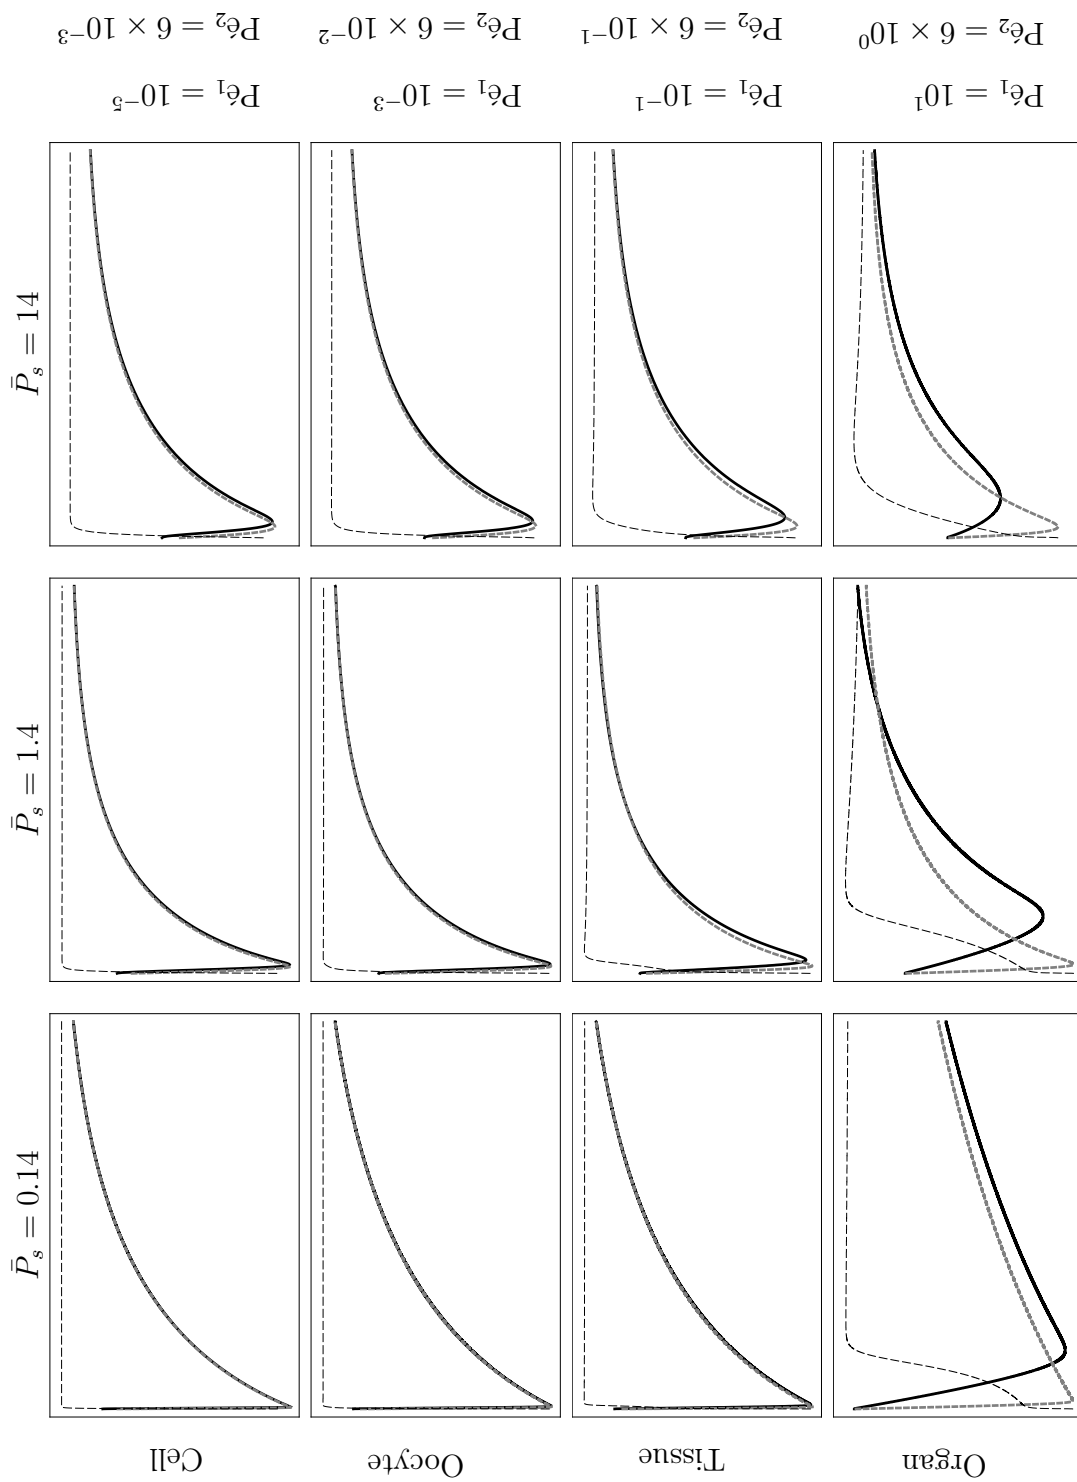 P̄ₛ = 0.14 P̄ₛ = 1.4 P̄ₛ = 14
Cell Pé₁ = 10⁻⁵ Pé₂ = 6 × 10⁻³
Oocyte Pé₁ = 10⁻³ Pé₂ = 6 × 10⁻²
Tissue Pé₁ = 10⁻¹ Pé₂ = 6 × 10⁻¹
Organ Pé₁ = 10¹ Pé₂ = 6 × 10⁰